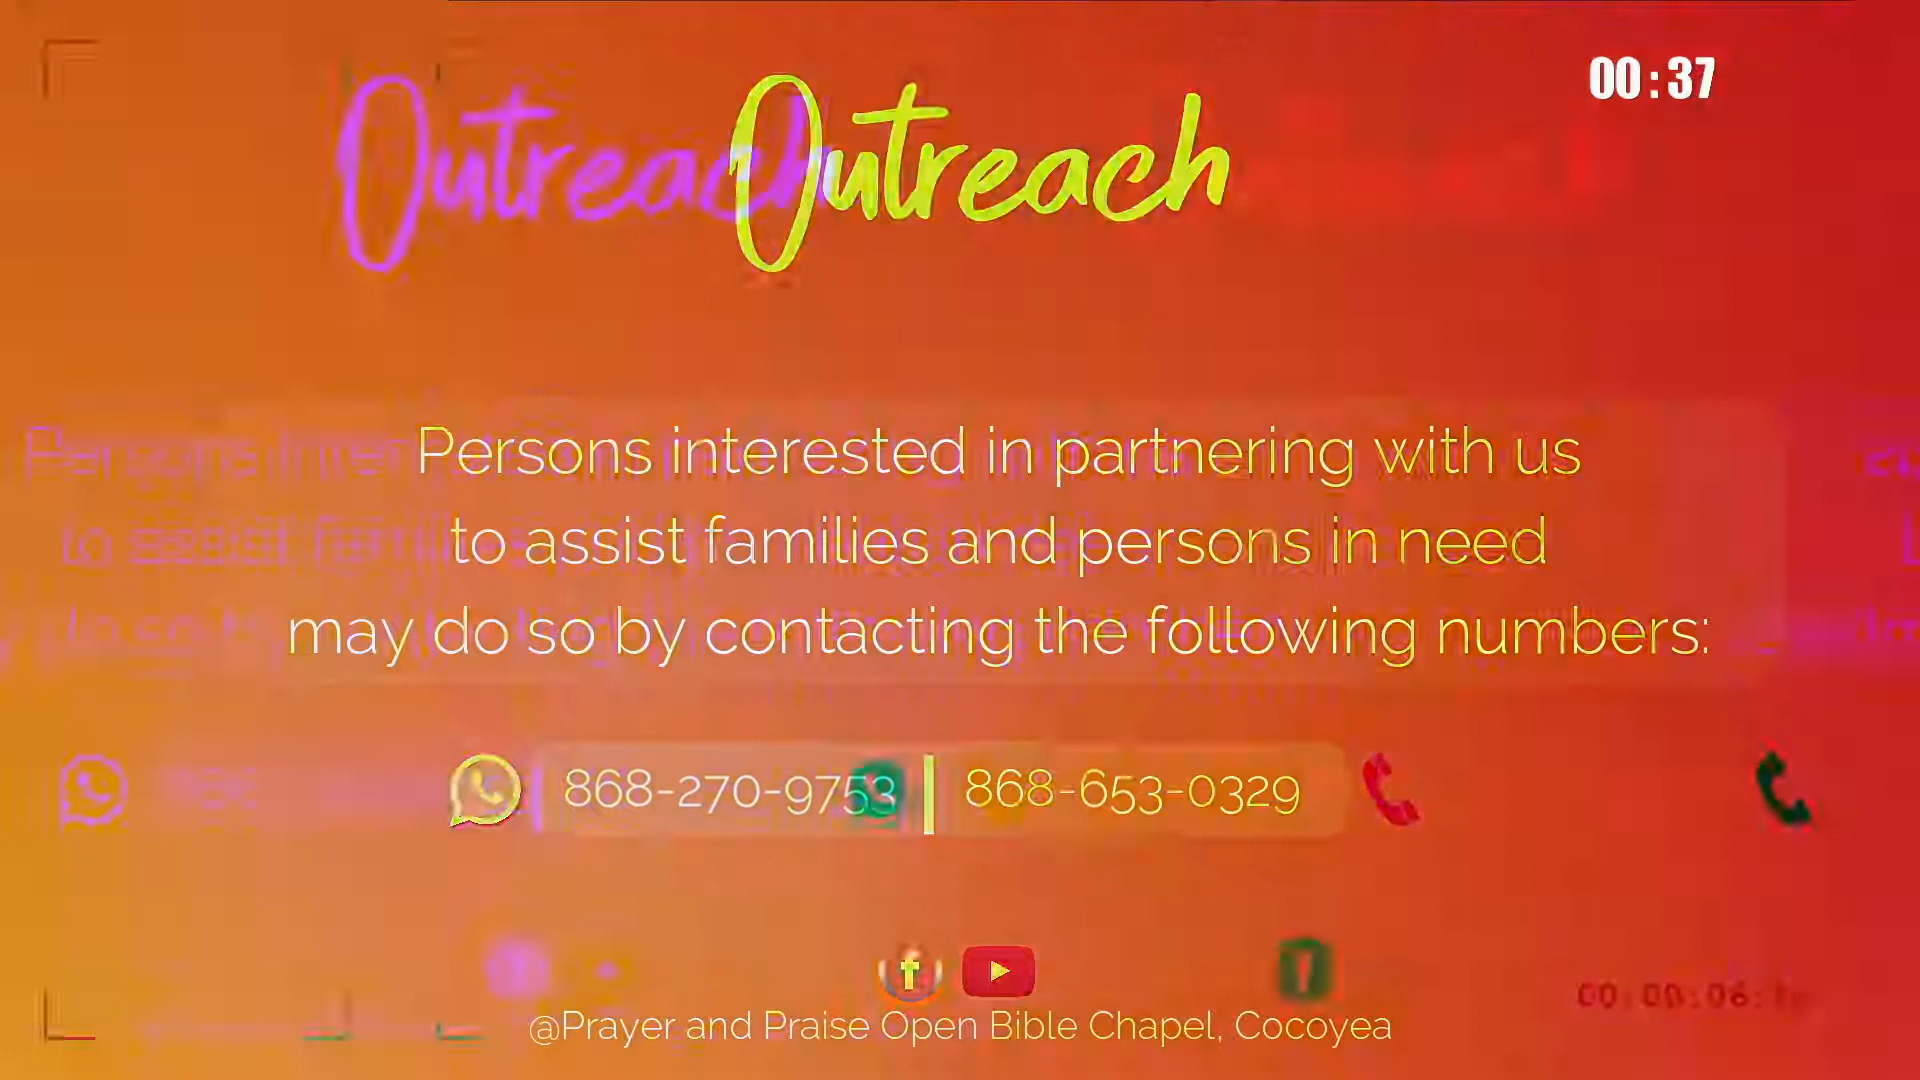 00:37
Outreach Outreach
Persons interested in partnering with us
to assist families and persons in need
may do so by contacting the following numbers:
868-270-9753 | 868-653-0329
@Prayer and Praise Open Bible Chapel, Cocoyea